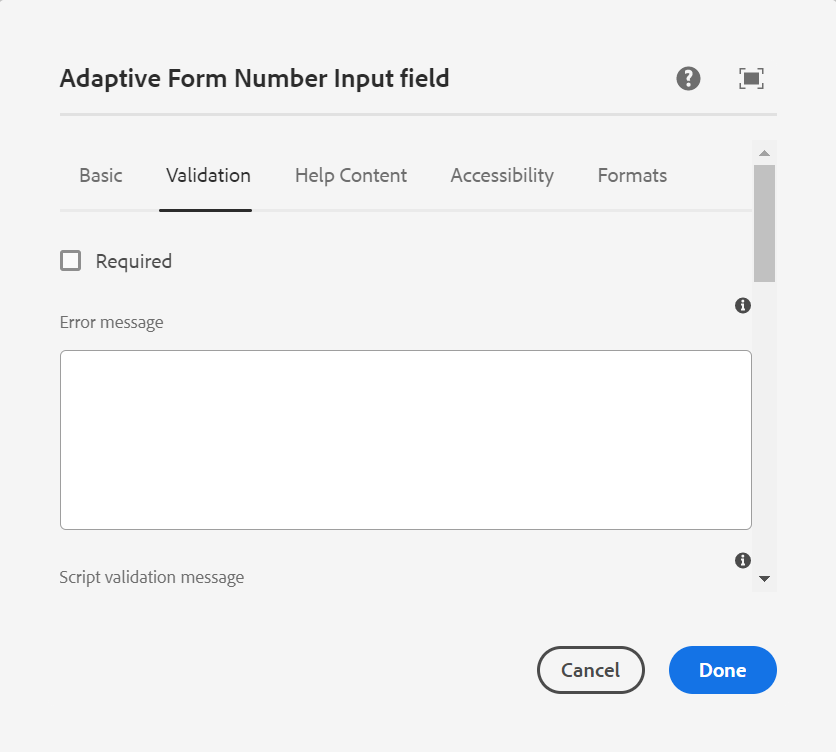 Adaptive Form Number Input field
Basic Validation Help Content Accessibility Formats
Required
Error message
Script validation message
Cancel Done